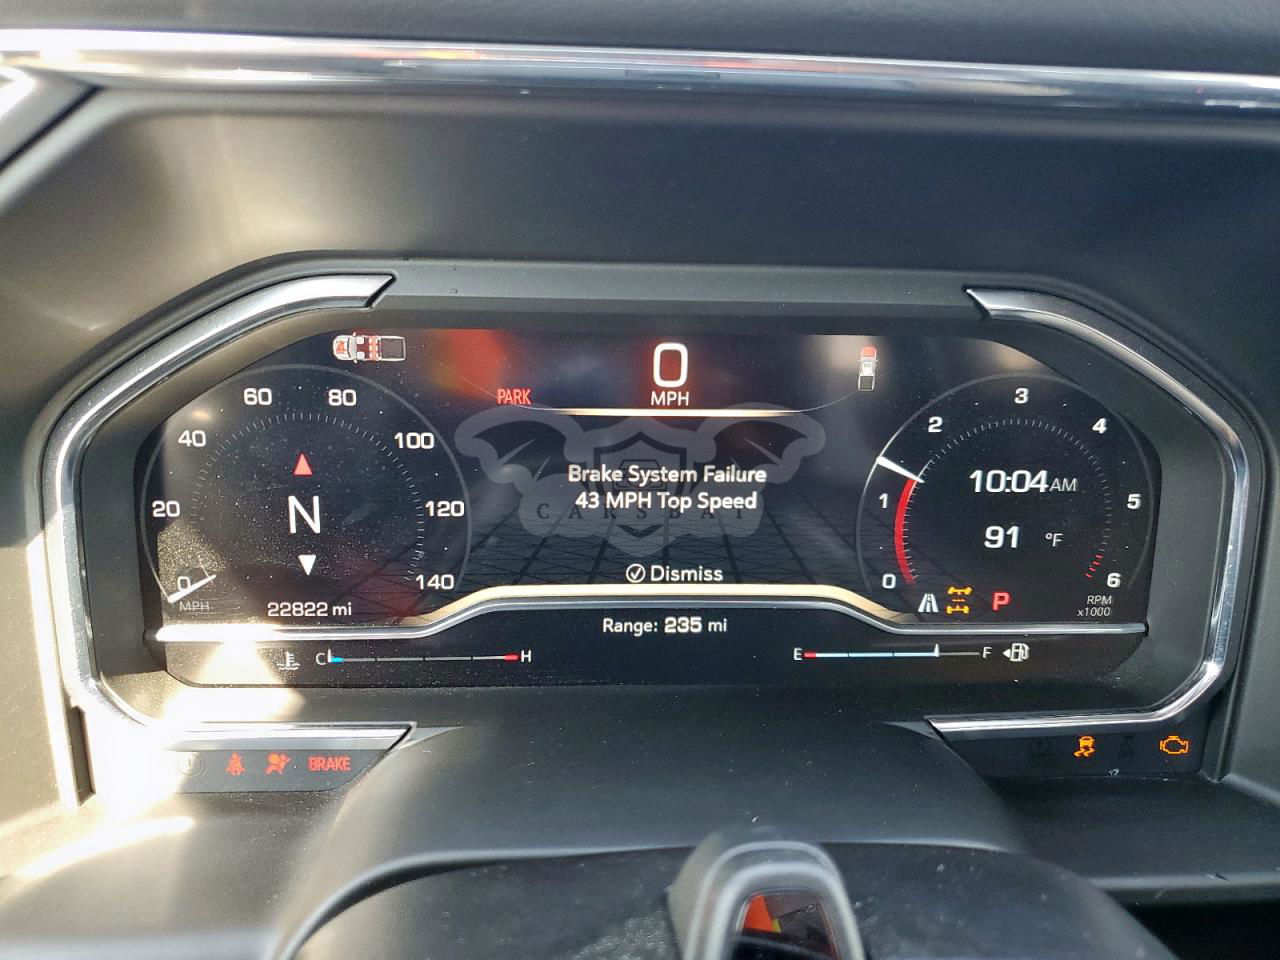 0
MPH
PARK
60
80
40
100
20
120
0
140
MPH
N
22822 mi
Brake System Failure
43 MPH Top Speed
CARSBAT
Dismiss
Range: 235 mi
3
2
4
1
5
0
6
10:04 AM
91 °F
P
RPM
x1000
C
H
E
F
BRAKE